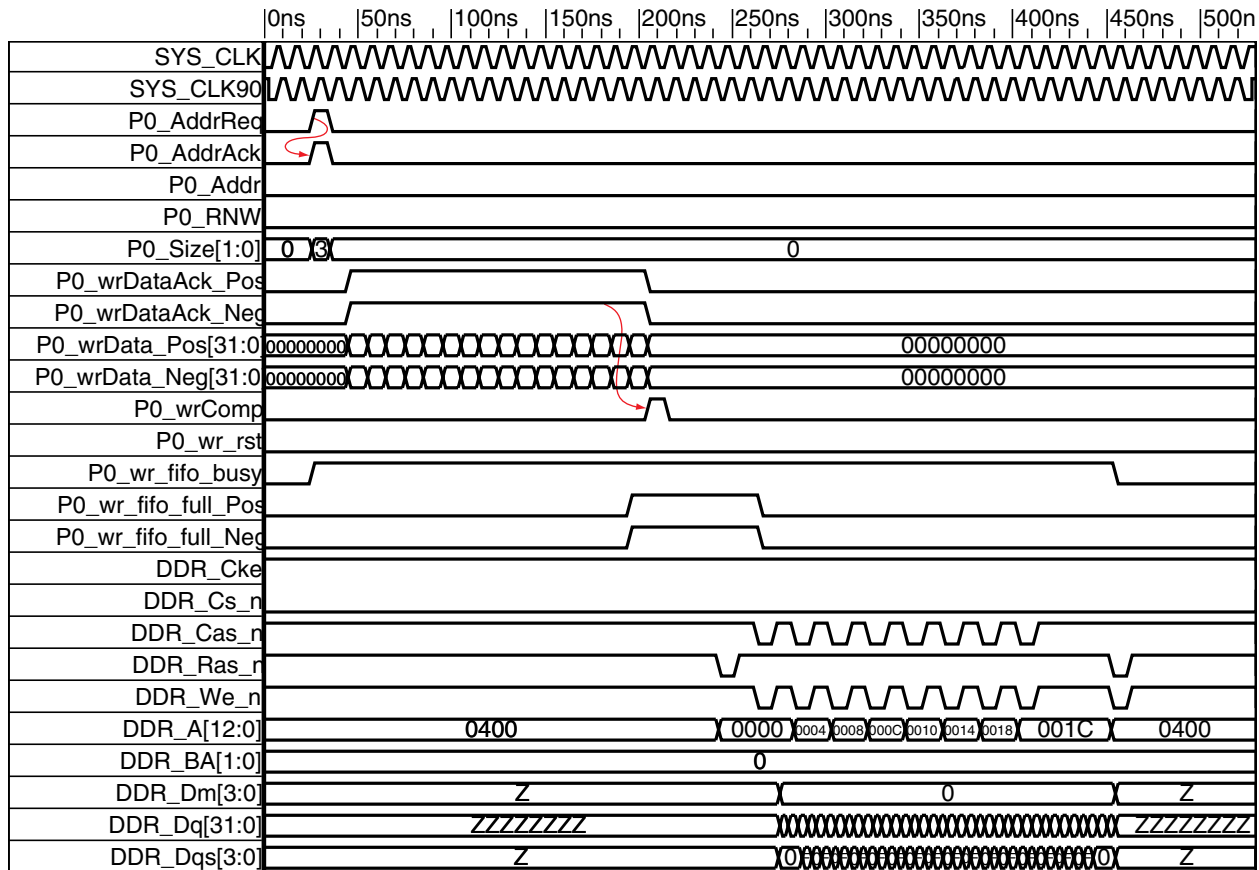 0ns 50ns 100ns 150ns 200ns 250ns 300ns 350ns 400ns 450ns 500n
SYS_CLK
SYS_CLK90
P0_AddrReq
P0_AddrAck
P0_Addr
P0_RNW
P0_Size[1:0] 0 3 0
P0_wrDataAck_Pos
P0_wrDataAck_Neg
P0_wrData_Pos[31:0] 00000000 00000000
P0_wrData_Neg[31:0 00000000 00000000
P0_wrComp
P0_wr_rst
P0_wr_fifo_busy
P0_wr_fifo_full_Pos
P0_wr_fifo_full_Neg
DDR_Cke
DDR_Cs_n
DDR_Cas_n
DDR_Ras_n
DDR_We_n
DDR_A[12:0] 0400 0000 0004 0008 000C 0010 0014 0018 001C 0400
DDR_BA[1:0] 0
DDR_Dm[3:0] Z 0 Z
DDR_Dq[31:0] ZZZZZZZZ ZZZZZZZZ
DDR_Dqs[3:0] Z 0 0 Z